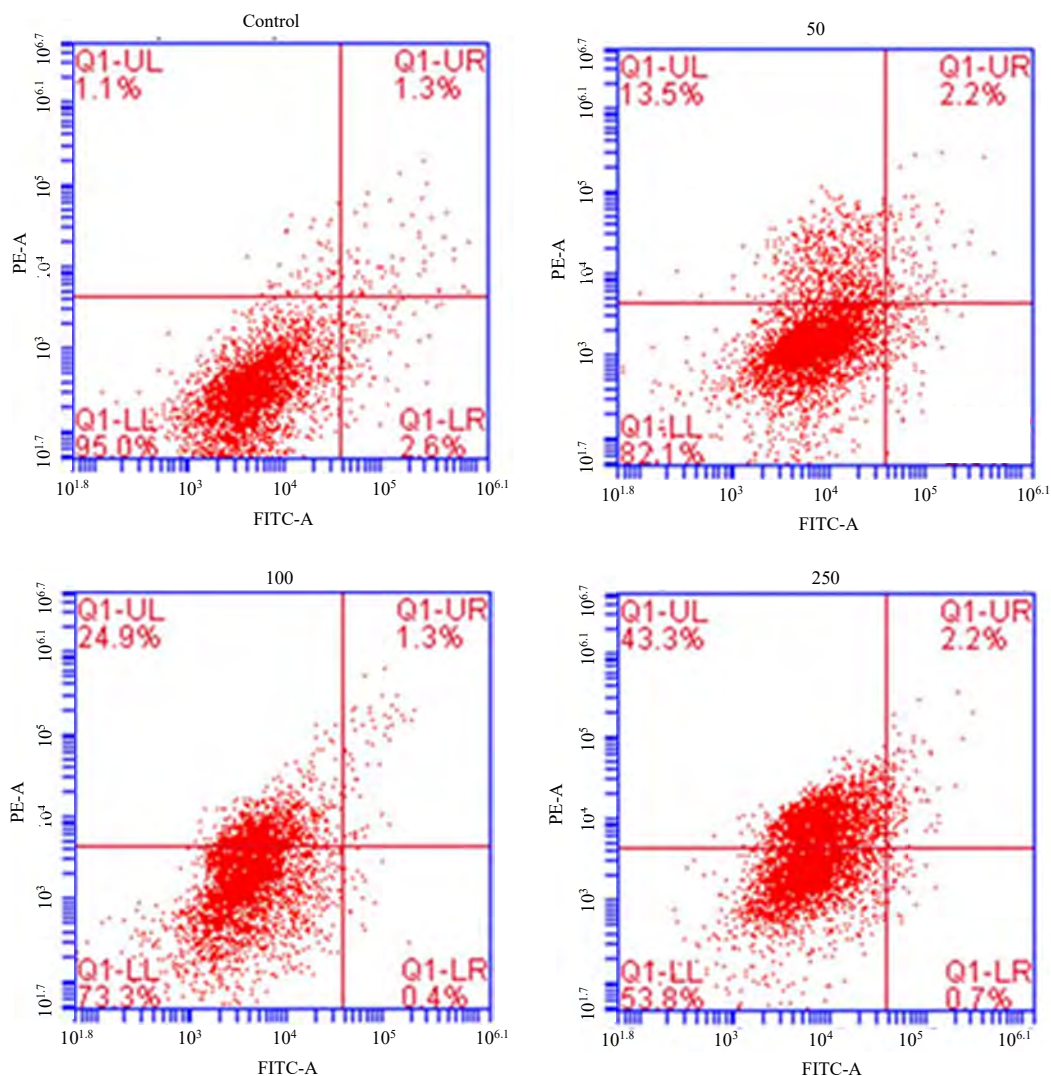 Control
Q1-UL
1.1%
Q1-UR
1.3%
Q1-LL
95.0%
Q1-LR
2.6%
10^6.7
10^6.1
10^5
10^4
10^3
10^1.7
PE-A
10^1.8
10^3
10^4
10^5
10^6.1
FITC-A
50
Q1-UL
13.5%
Q1-UR
2.2%
Q1-LL
82.1%
10^6.7
10^6.1
10^5
10^4
10^3
10^1.7
PE-A
10^1.8
10^3
10^4
10^5
10^6.1
FITC-A
100
Q1-UL
24.9%
Q1-UR
1.3%
Q1-LL
73.3%
Q1-LR
0.4%
10^6.7
10^6.1
10^5
10^4
10^3
10^1.7
PE-A
10^1.8
10^3
10^4
10^5
10^6.1
FITC-A
250
Q1-UL
43.3%
Q1-UR
2.2%
Q1-LL
53.8%
Q1-LR
0.7%
10^6.7
10^6.1
10^5
10^4
10^3
10^1.7
PE-A
10^1.8
10^3
10^4
10^5
10^6.1
FITC-A